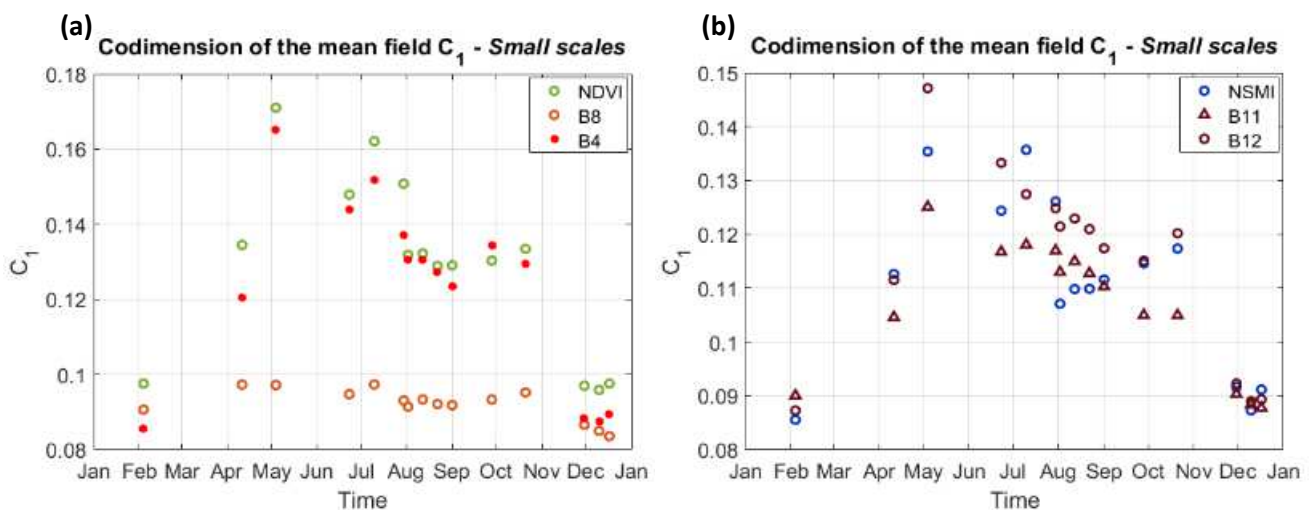 (a)
Codimension of the mean field C1 - Small scales
0.18
0.16
0.14
0.12
0.1
0.08
C1
NDVI
B8
B4
Jan Feb Mar Apr May Jun Jul Aug Sep Oct Nov Dec Jan
Time
(b)
Codimension of the mean field C1 - Small scales
0.15
0.14
0.13
0.12
0.11
0.1
0.09
0.08
C1
NSMI
B11
B12
Jan Feb Mar Apr May Jun Jul Aug Sep Oct Nov Dec Jan
Time